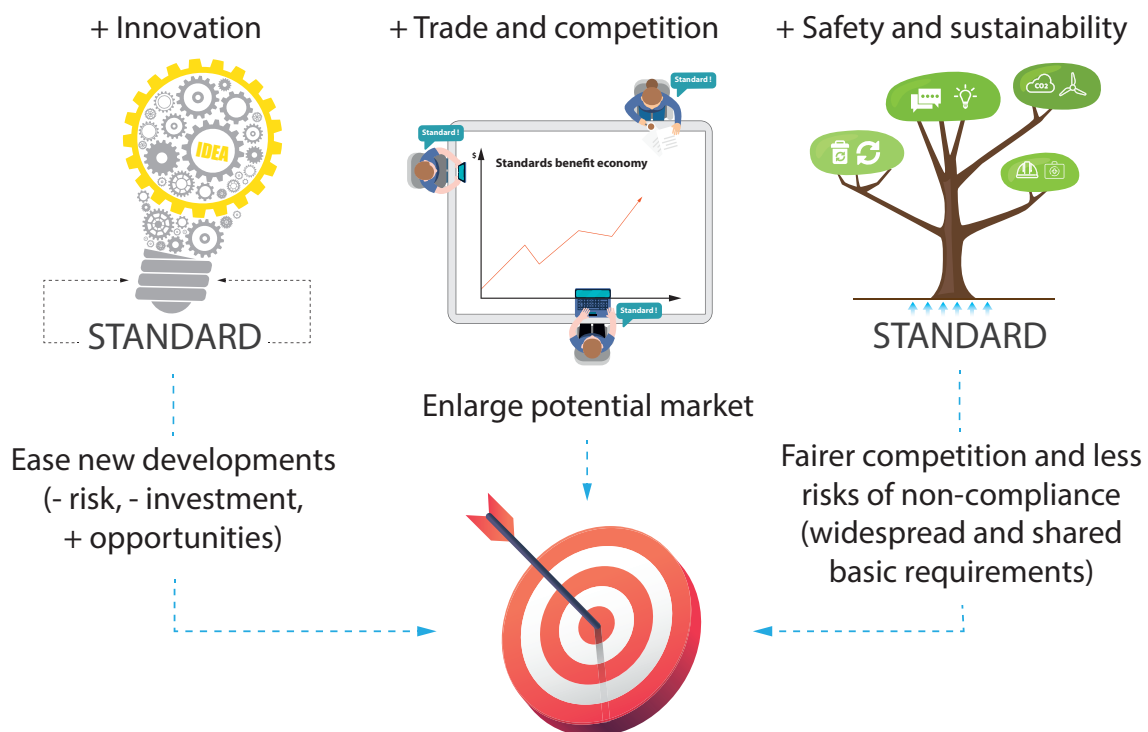 + Innovation
+ Trade and competition
+ Safety and sustainability
IDEA
STANDARD
Standard !
Standard !
$
Standards benefit economy
Standard !
CO2
STANDARD
Enlarge potential market
Ease new developments
(- risk, - investment,
+ opportunities)
Fairer competition and less
risks of non-compliance
(widespread and shared
basic requirements)